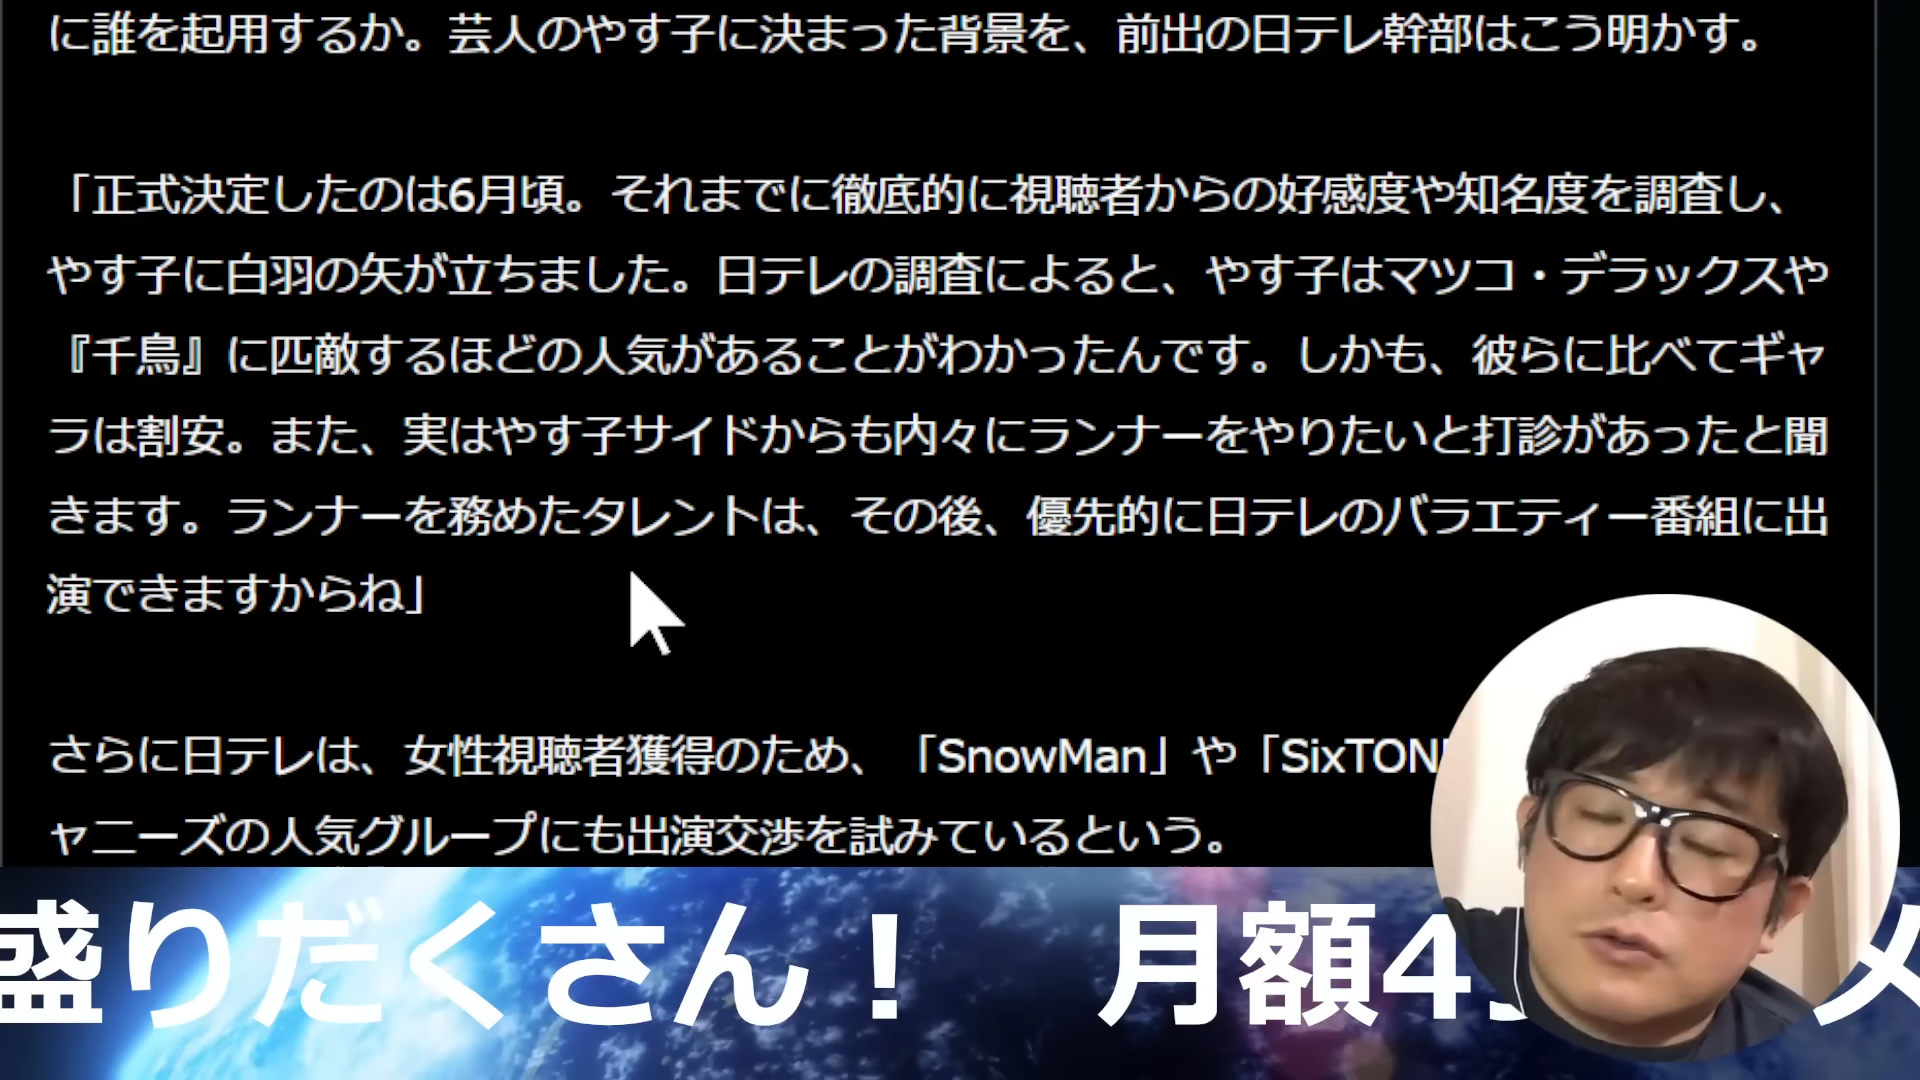 に誰を起用するか。芸人のやす子に決まった背景を、前出の日テレ幹部はこう明かす。
「正式決定したのは6月頃。それまでに徹底的に視聴者からの好感度や知名度を調査し、
やす子に白羽の矢が立ちました。日テレの調査によると、やす子はマツコ・デラックスや
『千鳥』に匹敵するほどの人気があることがわかったんです。しかも、彼らに比べてギャ
ラは割安。また、実はやす子サイドからも内々にランナーをやりたいと打診があったと聞
きます。ランナーを務めたタレントは、その後、優先的に日テレのバラエティー番組に出
演できますからね」
さらに日テレは、女性視聴者獲得のため、「SnowMan」や「SixTON
ャニーズの人気グループにも出演交渉を試みているという。
盛りだくさん！ 月額4 メ